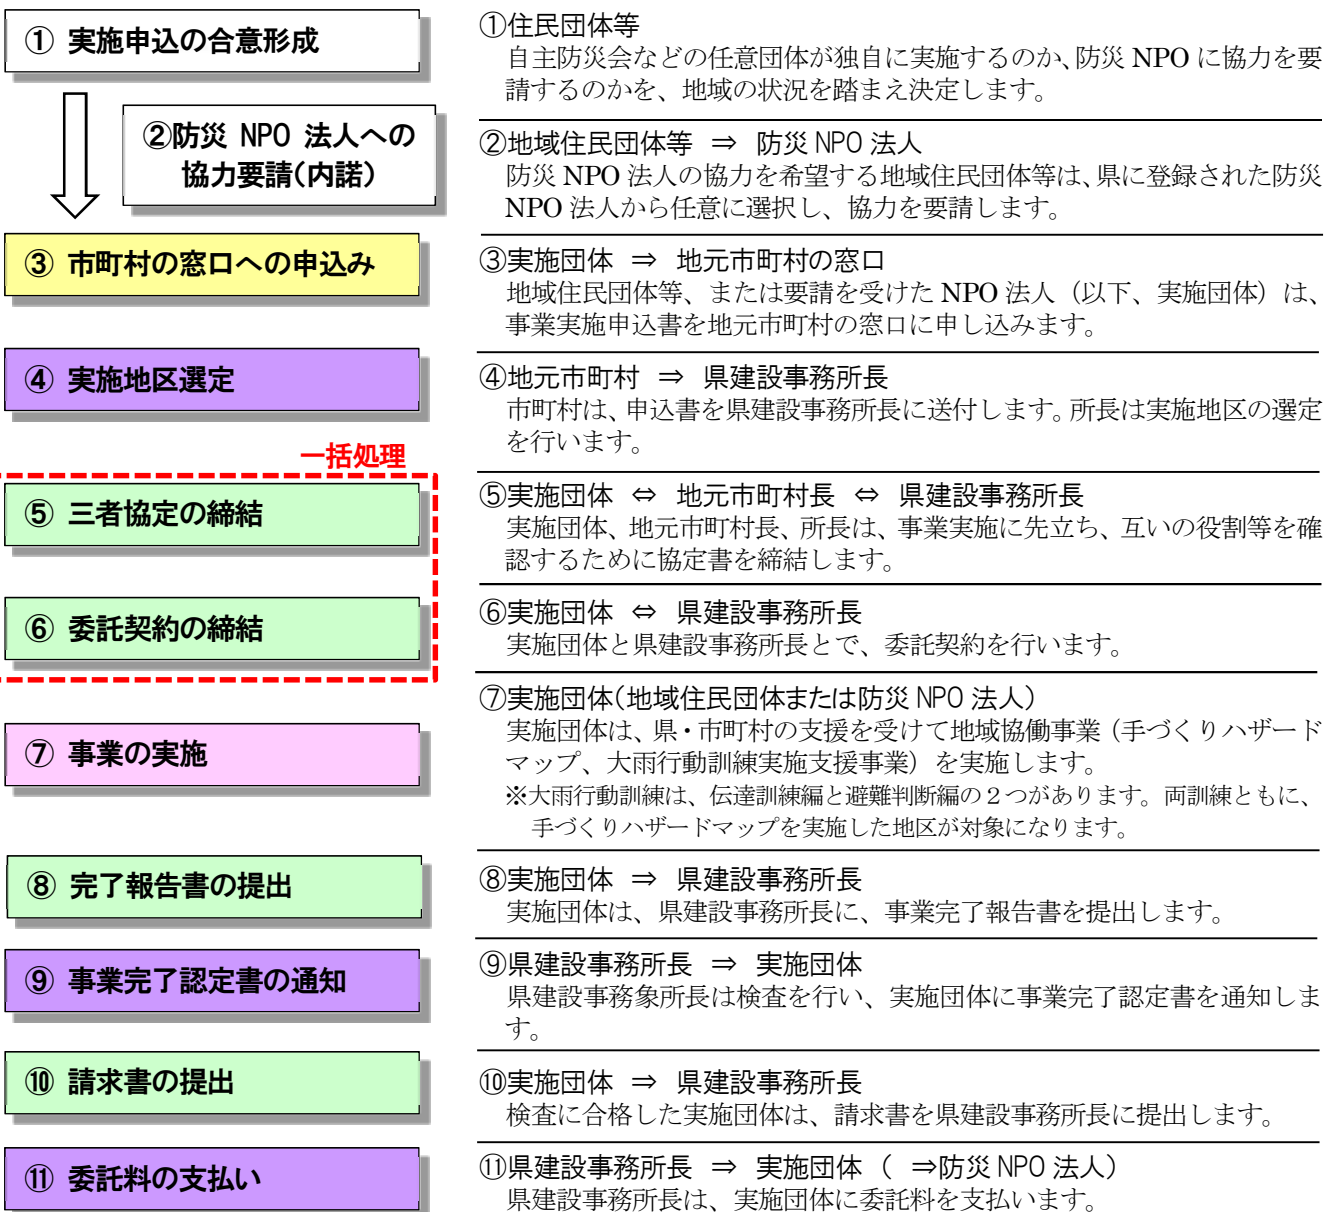 ① 実施申込の合意形成
①住民団体等
自主防災会などの任意団体が独自に実施するのか、防災 NPO に協力を要
請するのかを、地域の状況を踏まえ決定します。
②防災 NPO 法人への
協力要請(内諾)
②地域住民団体等 ⇒ 防災 NPO 法人
防災 NPO 法人の協力を希望する地域住民団体等は、県に登録された防災
NPO 法人から任意に選択し、協力を要請します。
③ 市町村の窓口への申込み
③実施団体 ⇒ 地元市町村の窓口
地域住民団体等、または要請を受けた NPO 法人（以下、実施団体）は、
事業実施申込書を地元市町村の窓口に申し込みます。
④ 実施地区選定
④地元市町村 ⇒ 県建設事務所長
市町村は、申込書を県建設事務所長に送付します。所長は実施地区の選定
を行います。
一括処理
⑤ 三者協定の締結
⑤実施団体 ⇔ 地元市町村長 ⇔ 県建設事務所長
実施団体、地元市町村長、所長は、事業実施に先立ち、互いの役割等を確
認するために協定書を締結します。
⑥ 委託契約の締結
⑥実施団体 ⇔ 県建設事務所長
実施団体と県建設事務所長とで、委託契約を行います。
⑦ 事業の実施
⑦実施団体(地域住民団体または防災 NPO 法人)
実施団体は、県・市町村の支援を受けて地域協働事業（手づくりハザード
マップ、大雨行動訓練実施支援事業）を実施します。
※大雨行動訓練は、伝達訓練編と避難判断編の２つがあります。両訓練ともに、
手づくりハザードマップを実施した地区が対象になります。
⑧ 完了報告書の提出
⑧実施団体 ⇒ 県建設事務所長
実施団体は、県建設事務所長に、事業完了報告書を提出します。
⑨ 事業完了認定書の通知
⑨県建設事務所長 ⇒ 実施団体
県建設事務象所長は検査を行い、実施団体に事業完了認定書を通知しま
す。
⑩ 請求書の提出
⑩実施団体 ⇒ 県建設事務所長
検査に合格した実施団体は、請求書を県建設事務所長に提出します。
⑪ 委託料の支払い
⑪県建設事務所長 ⇒ 実施団体 ( ⇒防災 NPO 法人)
県建設事務所長は、実施団体に委託料を支払います。